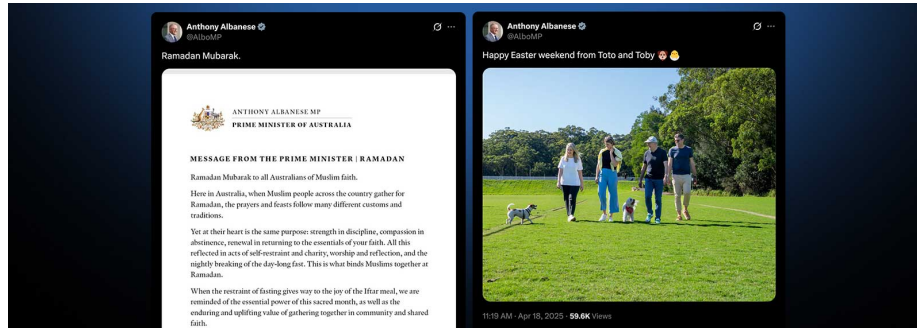 Anthony Albanese
@AlboMP
Ramadan Mubarak.
ANTHONY ALBANESE MP
PRIME MINISTER OF AUSTRALIA
MESSAGE FROM THE PRIME MINISTER | RAMADAN
Ramadan Mubarak to all Australians of Muslim faith.
Here in Australia, when Muslim people across the country gather for
Ramadan, the prayers and feasts follow many different customs and
traditions.
Yet at their heart is the same purpose: strength in discipline, compassion in
abstinence, renewal in returning to the essentials of your faith. All this
reflected in acts of self-restraint and charity, worship and reflection, and the
nightly breaking of the day-long fast. This is what binds Muslims together at
Ramadan.
When the restraint of fasting gives way to the joy of the Iftar meal, we are
reminded of the essential power of this sacred month, as well as the
enduring and uplifting value of gathering together in community and shared
faith.
Anthony Albanese
@AlboMP
Happy Easter weekend from Toto and Toby
11:19 AM · Apr 18, 2025 · 59.6K Views